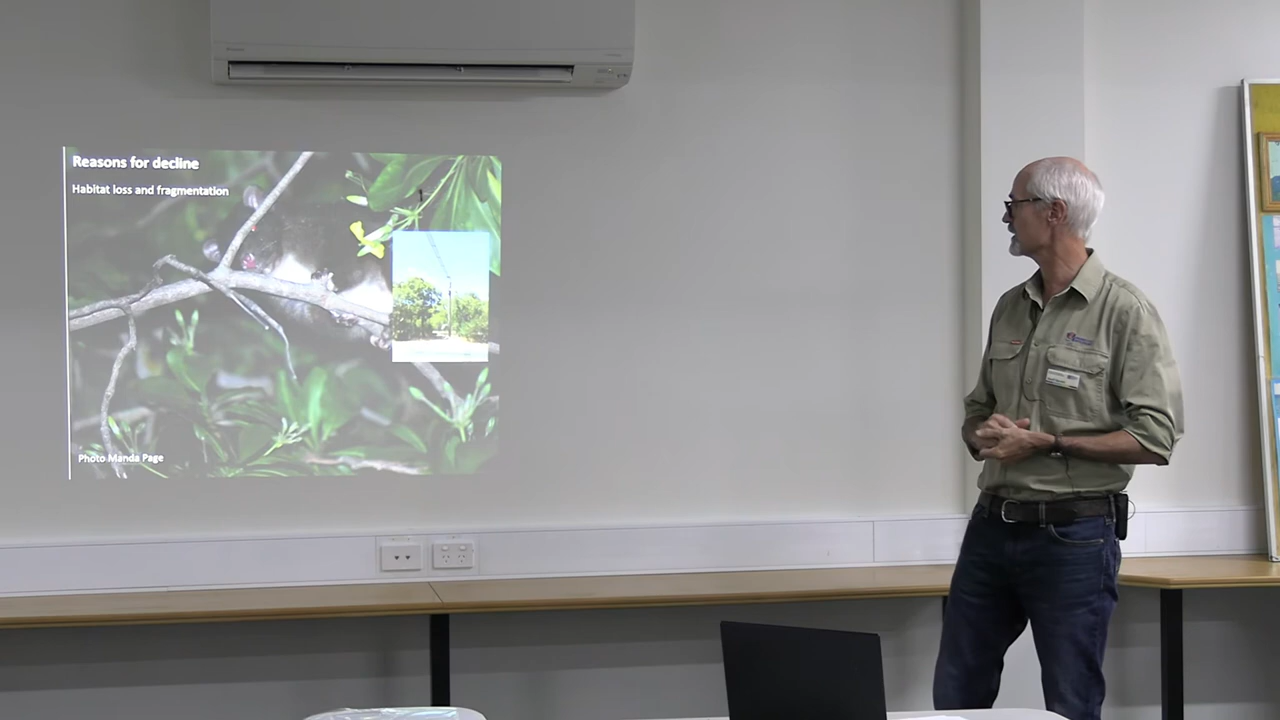 Reasons for decline
Habitat loss and fragmentation
Photo Manda Page